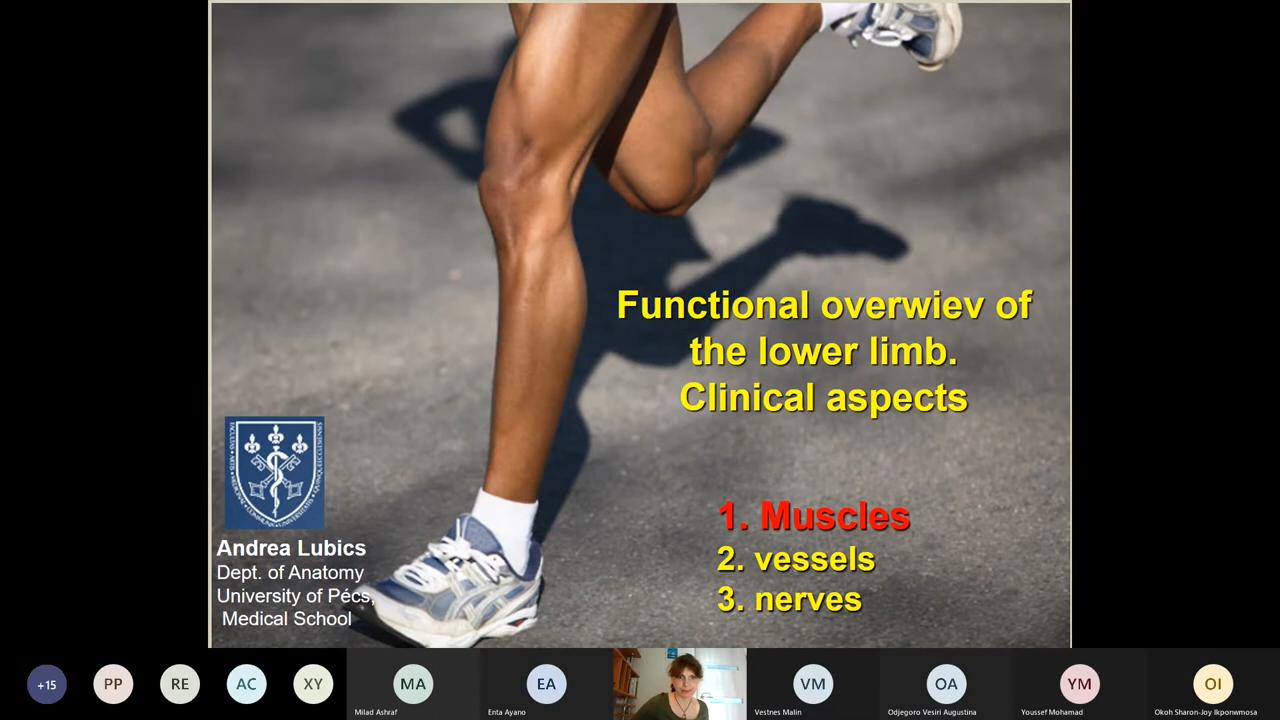 Functional overwiev of
the lower limb.
Clinical aspects
1. Muscles
2. vessels
3. nerves
Andrea Lubics
Dept. of Anatomy
University of Pécs,
Medical School
+15
PP
RE
AC
XY
MA
Milad Ashraf
EA
Enta Ayano
VM
Vestnes Malin
OA
Odjegoro Vesiri Augustina
YM
Youssef Mohamad
OI
Okoh Sharon-Joy Ikponwmosa